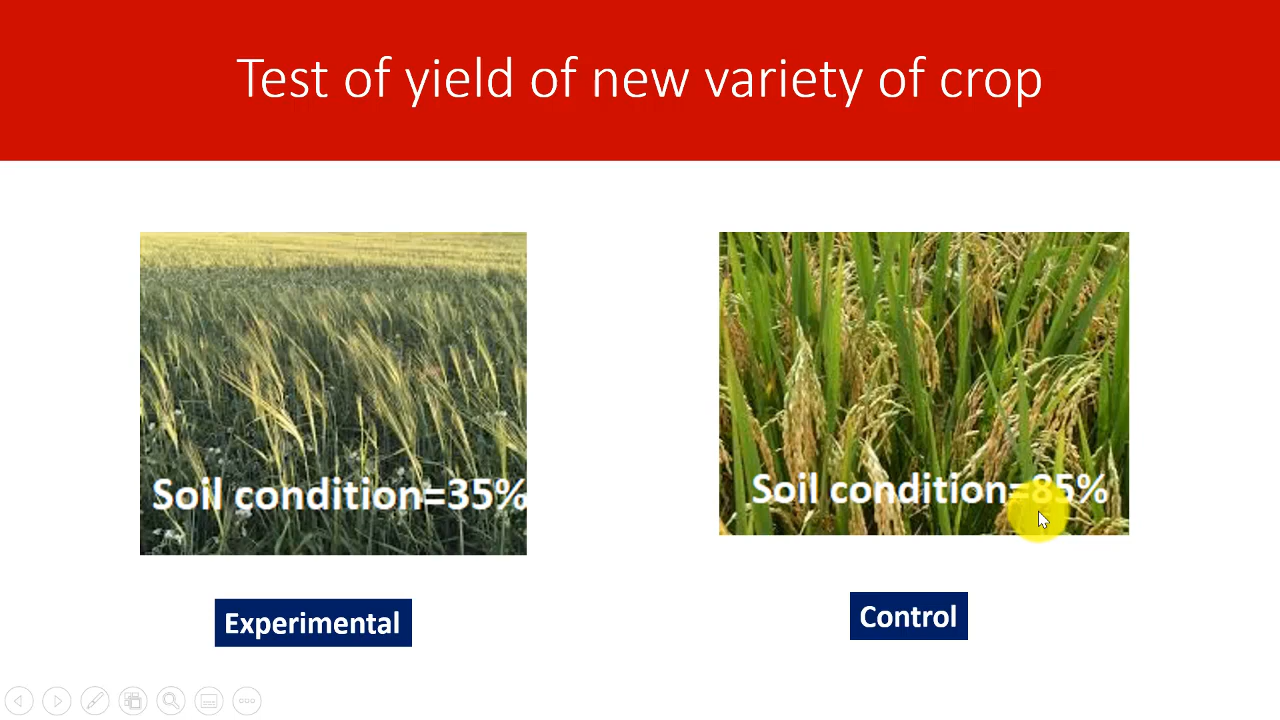 Test of yield of new variety of crop
Soil condition=35%
Soil condition=85%
Experimental
Control